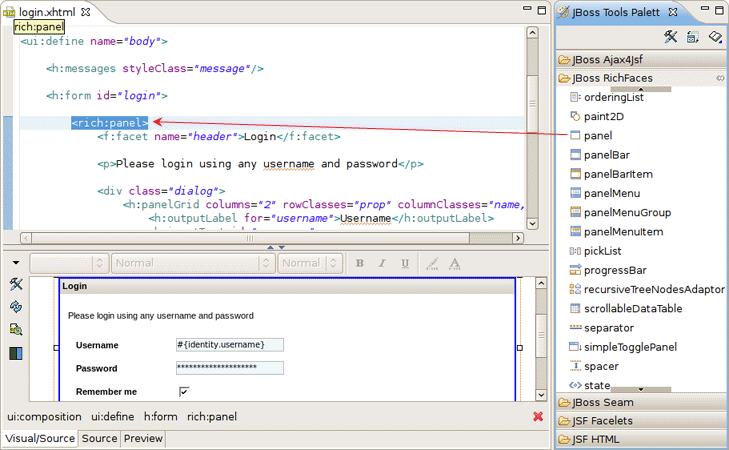 login.xhtml
rich:panel
<ui:define name="body">
<h:messages styleClass="message"/>
<h:form id="login">
<rich:panel>
<f:facet name="header">Login</f:facet>
<p>Please login using any username and password</p>
<div class="dialog">
<h:panelGrid columns="2" rowClasses="prop" columnClasses="name,
<h:outputLabel for="username">Username</h:outputLabel>
Normal
Normal
B I U A
Login
Please login using any username and password
Username #{identity.username}
Password ********************
Remember me
ui:composition ui:define h:form rich:panel
Visual/Source Source Preview
JBoss Tools Palett
JBoss Ajax4Jsf
JBoss RichFaces
orderingList
paint2D
panel
panelBar
panelBarItem
panelMenu
panelMenuGroup
panelMenuItem
pickList
progressBar
recursiveTreeNodesAdaptor
scrollableDataTable
separator
simpleTogglePanel
spacer
state
JBoss Seam
JSF Facelets
JSF HTML